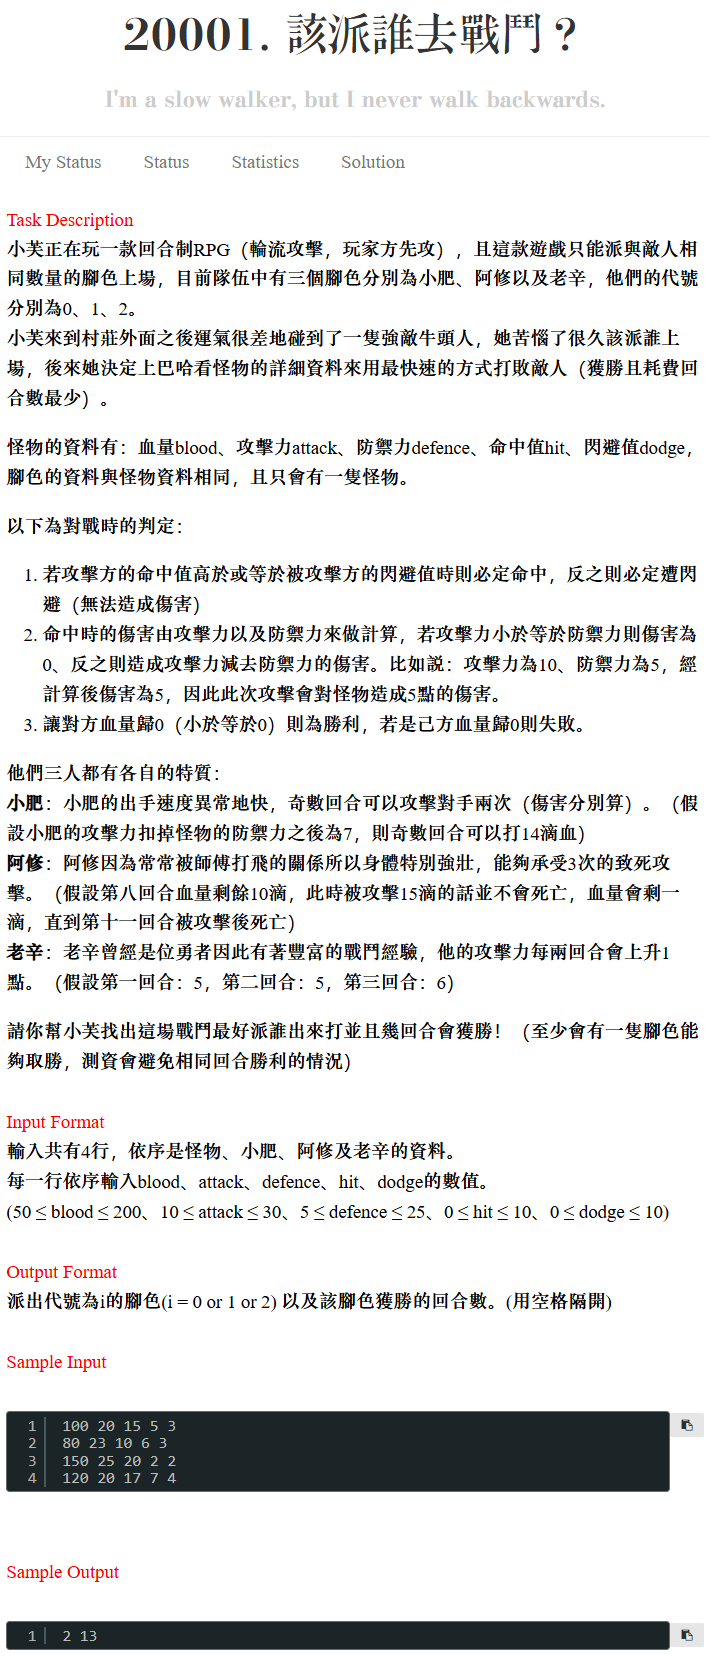 20001. 該派誰去戰鬥？
I'm a slow walker, but I never walk backwards.
My Status Status Statistics Solution
Task Description
小芙正在玩一款回合制RPG（輪流攻擊，玩家方先攻），且這款遊戲只能派與敵人相
同數量的腳色上場，目前隊伍中有三個腳色分別為小肥、阿修以及老辛，他們的代號
分別為0、1、2。
小芙來到村莊外面之後運氣很差地碰到了一隻強敵牛頭人，她苦惱了很久該派誰上
場，後來她決定上巴哈看怪物的詳細資料來用最快速的方式打敗敵人（獲勝且耗費回
合數最少）。
怪物的資料有：血量blood、攻擊力attack、防禦力defence、命中值hit、閃避值dodge，
腳色的資料與怪物資料相同，且只會有一隻怪物。
以下為對戰時的判定：
1. 若攻擊方的命中值高於或等於被攻擊方的閃避值時則必定命中，反之則必定遭閃
避（無法造成傷害）
2. 命中時的傷害由攻擊力以及防禦力來做計算，若攻擊力小於等於防禦力則傷害為
0、反之則造成攻擊力減去防禦力的傷害。比如說：攻擊力為10、防禦力為5，經
計算後傷害為5，因此此次攻擊會對怪物造成5點的傷害。
3. 讓對方血量歸0（小於等於0）則為勝利，若是己方血量歸0則失敗。
他們三人都有各自的特質：
小肥：小肥的出手速度異常地快，奇數回合可以攻擊對手兩次（傷害分別算）。（假
設小肥的攻擊力扣掉怪物的防禦力之後為7，則奇數回合可以打14滴血）
阿修：阿修因為常常被師傅打飛的關係所以身體特別強壯，能夠承受3次的致死攻
擊。（假設第八回合血量剩餘10滴，此時被攻擊15滴的話並不會死亡，血量會剩一
滴，直到第十一回合被攻擊後死亡）
老辛：老辛曾經是位勇者因此有著豐富的戰鬥經驗，他的攻擊力每兩回合會上升1
點。（假設第一回合：5，第二回合：5，第三回合：6）
請你幫小芙找出這場戰鬥最好派誰出來打並且幾回合會獲勝！（至少會有一隻腳色能
夠取勝，測資會避免相同回合勝利的情況）
Input Format
輸入共有4行，依序是怪物、小肥、阿修及老辛的資料。
每一行依序輸入blood、attack、defence、hit、dodge的數值。
(50 ≤ blood ≤ 200、10 ≤ attack ≤ 30、5 ≤ defence ≤ 25、0 ≤ hit ≤ 10、0 ≤ dodge ≤ 10)
Output Format
派出代號為i的腳色(i = 0 or 1 or 2) 以及該腳色獲勝的回合數。(用空格隔開)
Sample Input
1 100 20 15 5 3
2 80 23 10 6 3
3 150 25 20 2 2
4 120 20 17 7 4
Sample Output
1 2 13